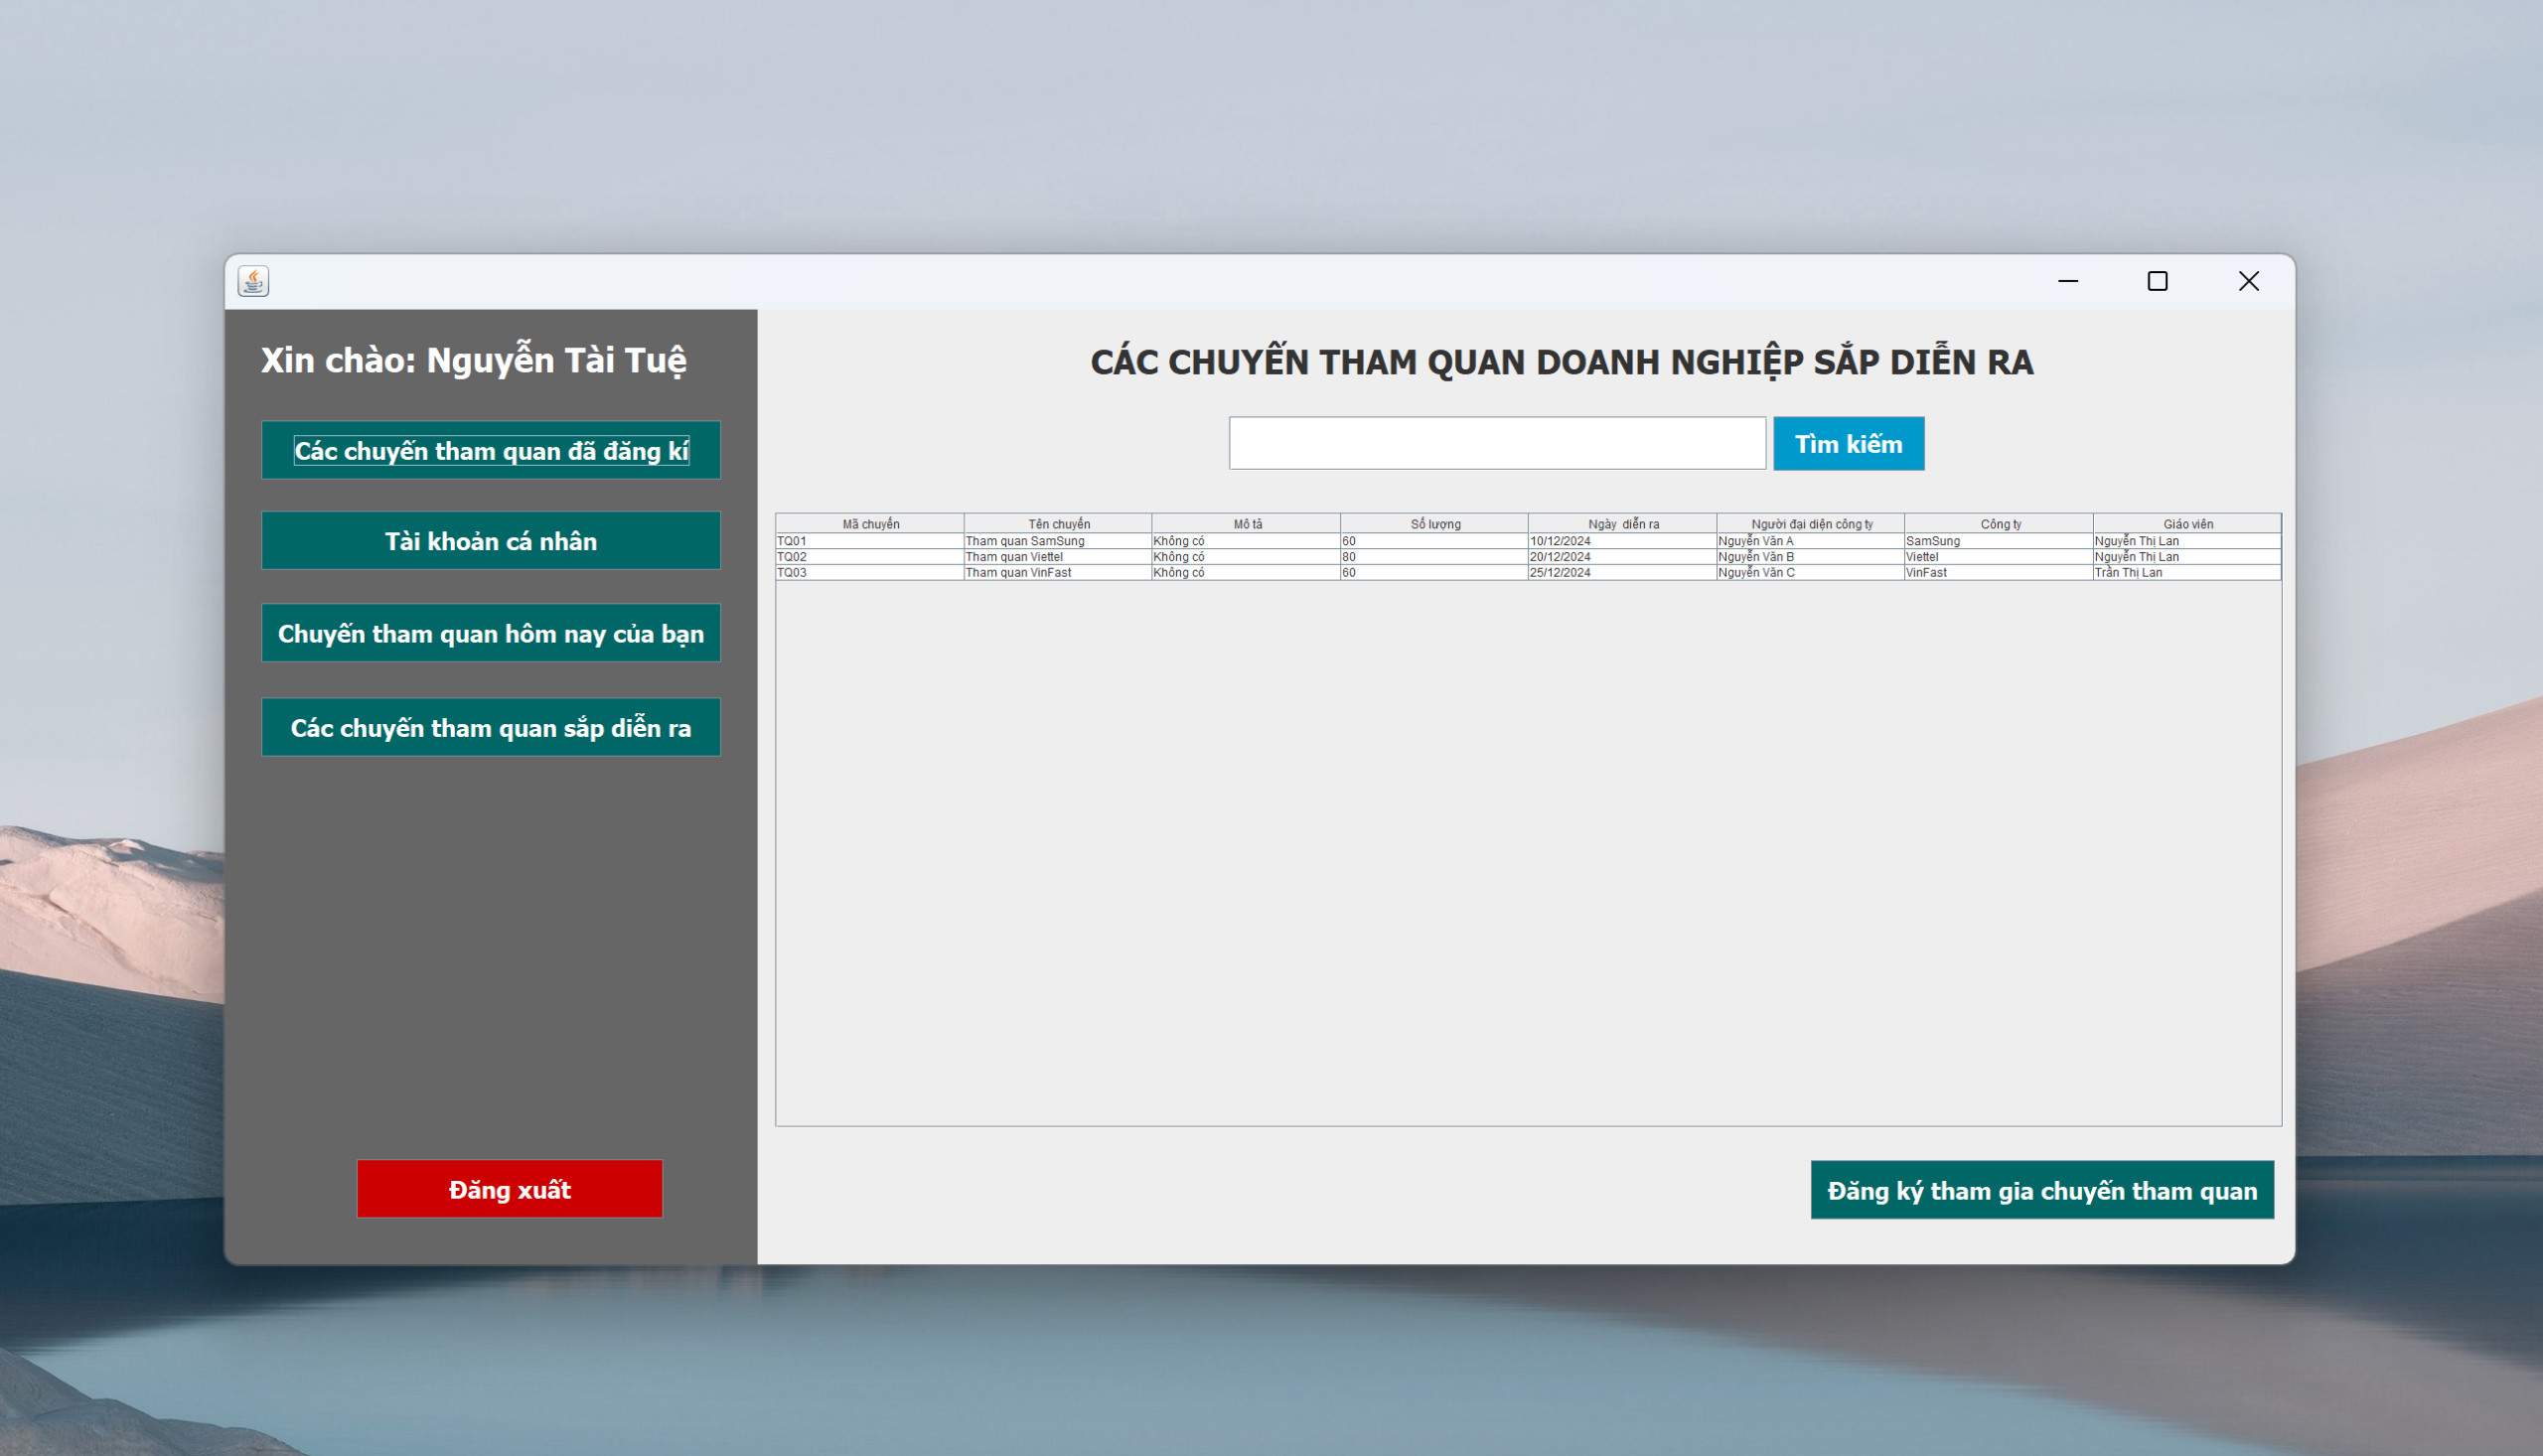 Xin chào: Nguyễn Tài Tuệ
Các chuyến tham quan đã đăng kí
Tài khoản cá nhân
Chuyến tham quan hôm nay của bạn
Các chuyến tham quan sắp diễn ra
Đăng xuất
CÁC CHUYẾN THAM QUAN DOANH NGHIỆP SẮP DIỄN RA
Tìm kiếm
Mã chuyến Tên chuyến Mô tả Số lượng Ngày diễn ra Người đại diện công ty Công ty Giáo viên
TQ01 Tham quan SamSung Không có 60 10/12/2024 Nguyễn Văn A SamSung Nguyễn Thị Lan
TQ02 Tham quan Viettel Không có 80 20/12/2024 Nguyễn Văn B Viettel Nguyễn Thị Lan
TQ03 Tham quan VinFast Không có 60 25/12/2024 Nguyễn Văn C VinFast Trần Thị Lan
Đăng ký tham gia chuyến tham quan